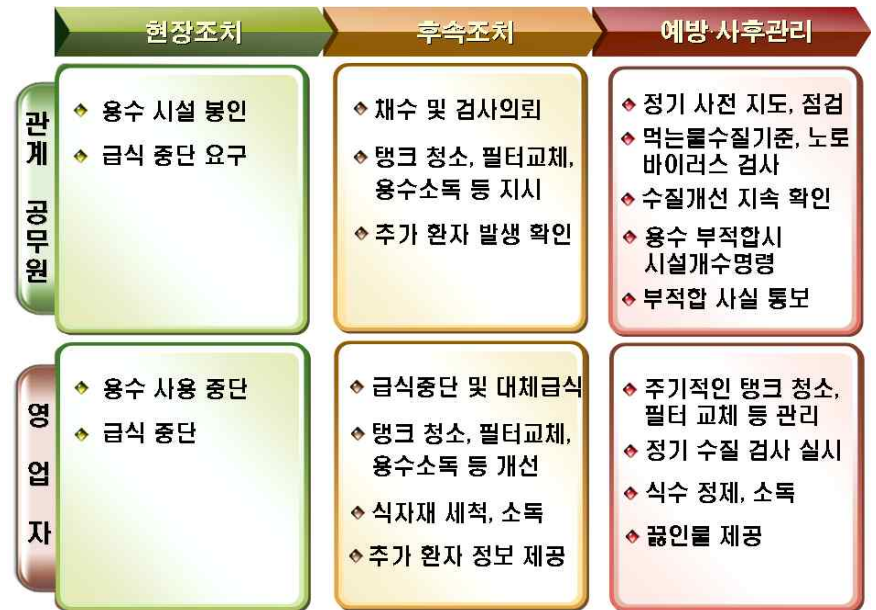 현장조치
후속조치
예방·사후관리
관계 공무원
용수 시설 봉인
급식 중단 요구
채수 및 검사의뢰
탱크 청소, 필터교체,
용수소독 등 지시
추가 환자 발생 확인
정기 사전 지도, 점검
먹는물수질기준, 노로
바이러스 검사
수질개선 지속 확인
용수 부적합시
시설개수명령
부적합 사실 통보
영업자
용수 사용 중단
급식 중단
급식중단 및 대체급식
탱크 청소, 필터교체,
용수소독 등 개선
식자재 세척, 소독
추가 환자 정보 제공
주기적인 탱크 청소,
필터 교체 등 관리
정기 수질 검사 실시
식수 정제, 소독
끓인물 제공